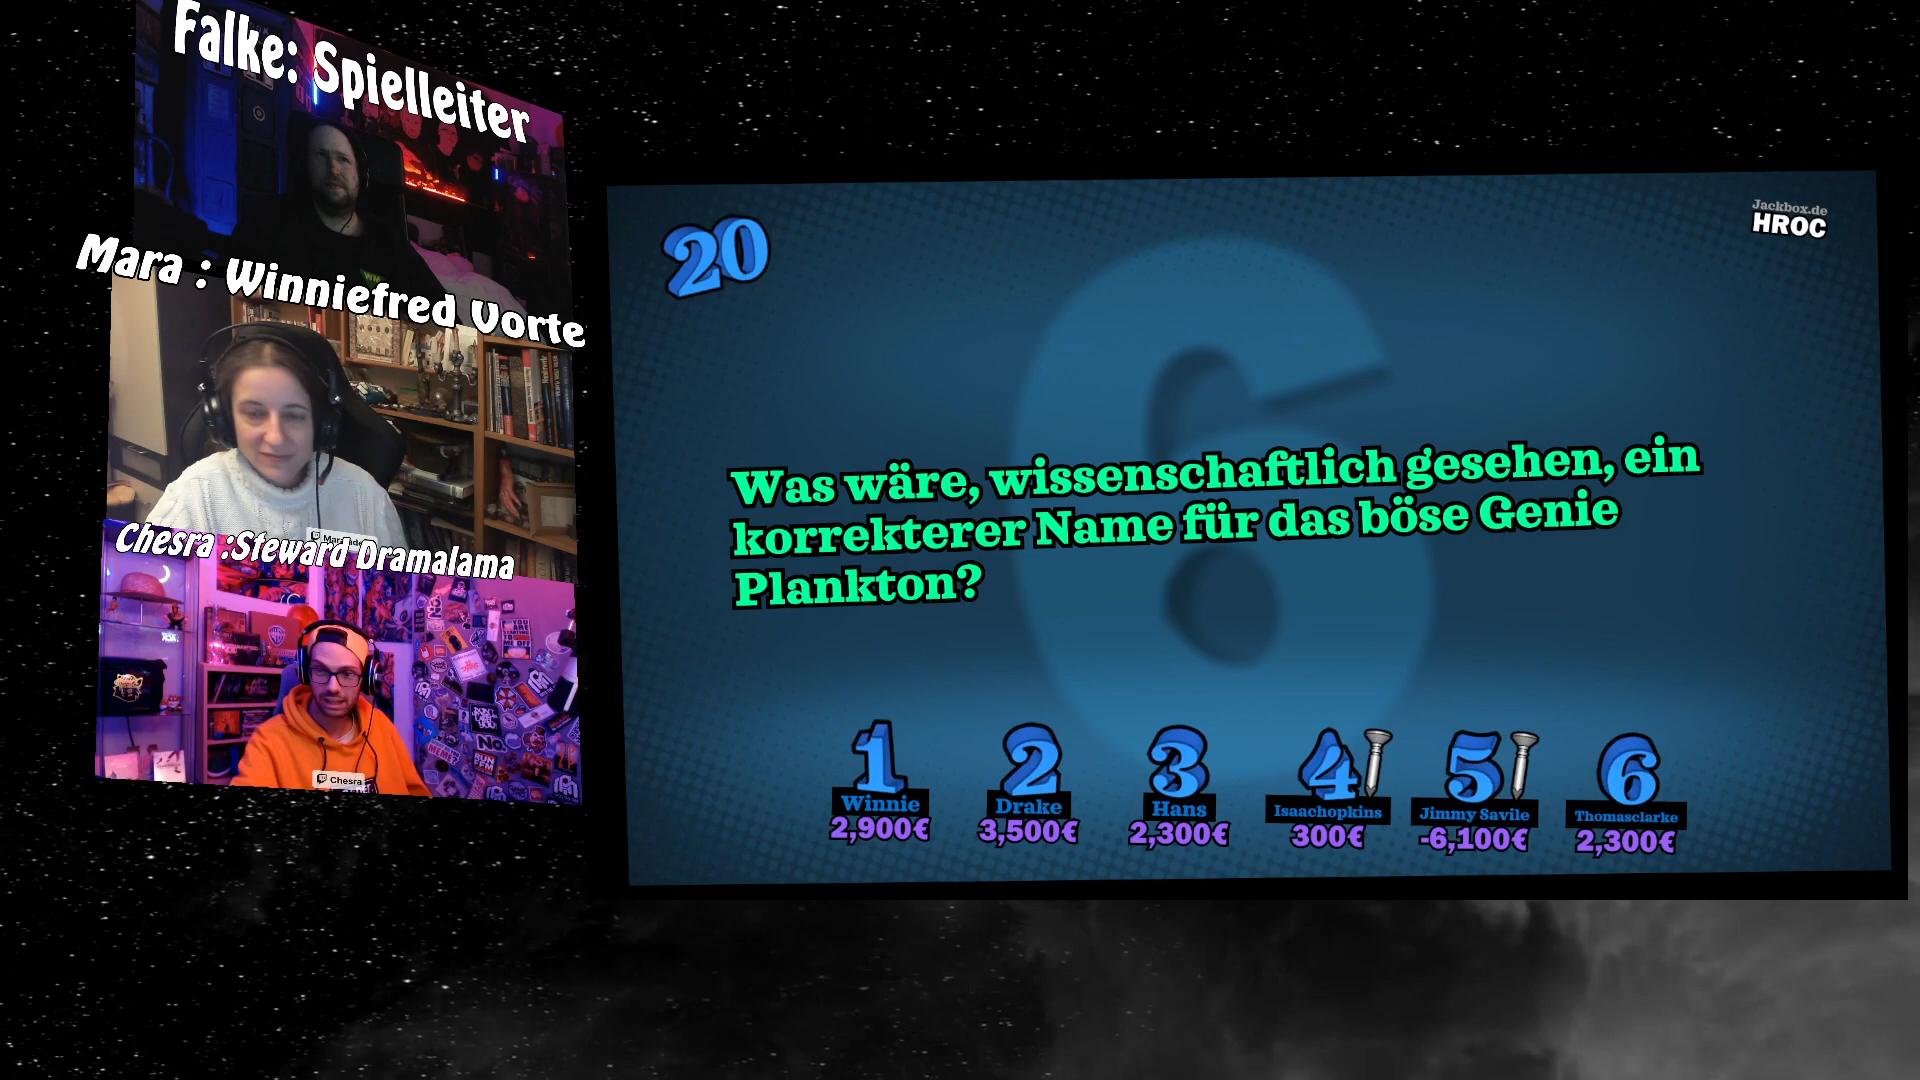 Falke: Spielleiter
Mara : Winniefred Vorte
Chesra :Steward Dramalama
Chesra
20
Jackbox.de
HROC
Was wäre, wissenschaftlich gesehen, ein
korrekterer Name für das böse Genie
Plankton?
1 2 3 4 5 6
Winnie Drake Hans Isaachopkins Jimmy Savile Thomasclarke
2,900€ 3,500€ 2,300€ 300€ -6,100€ 2,300€